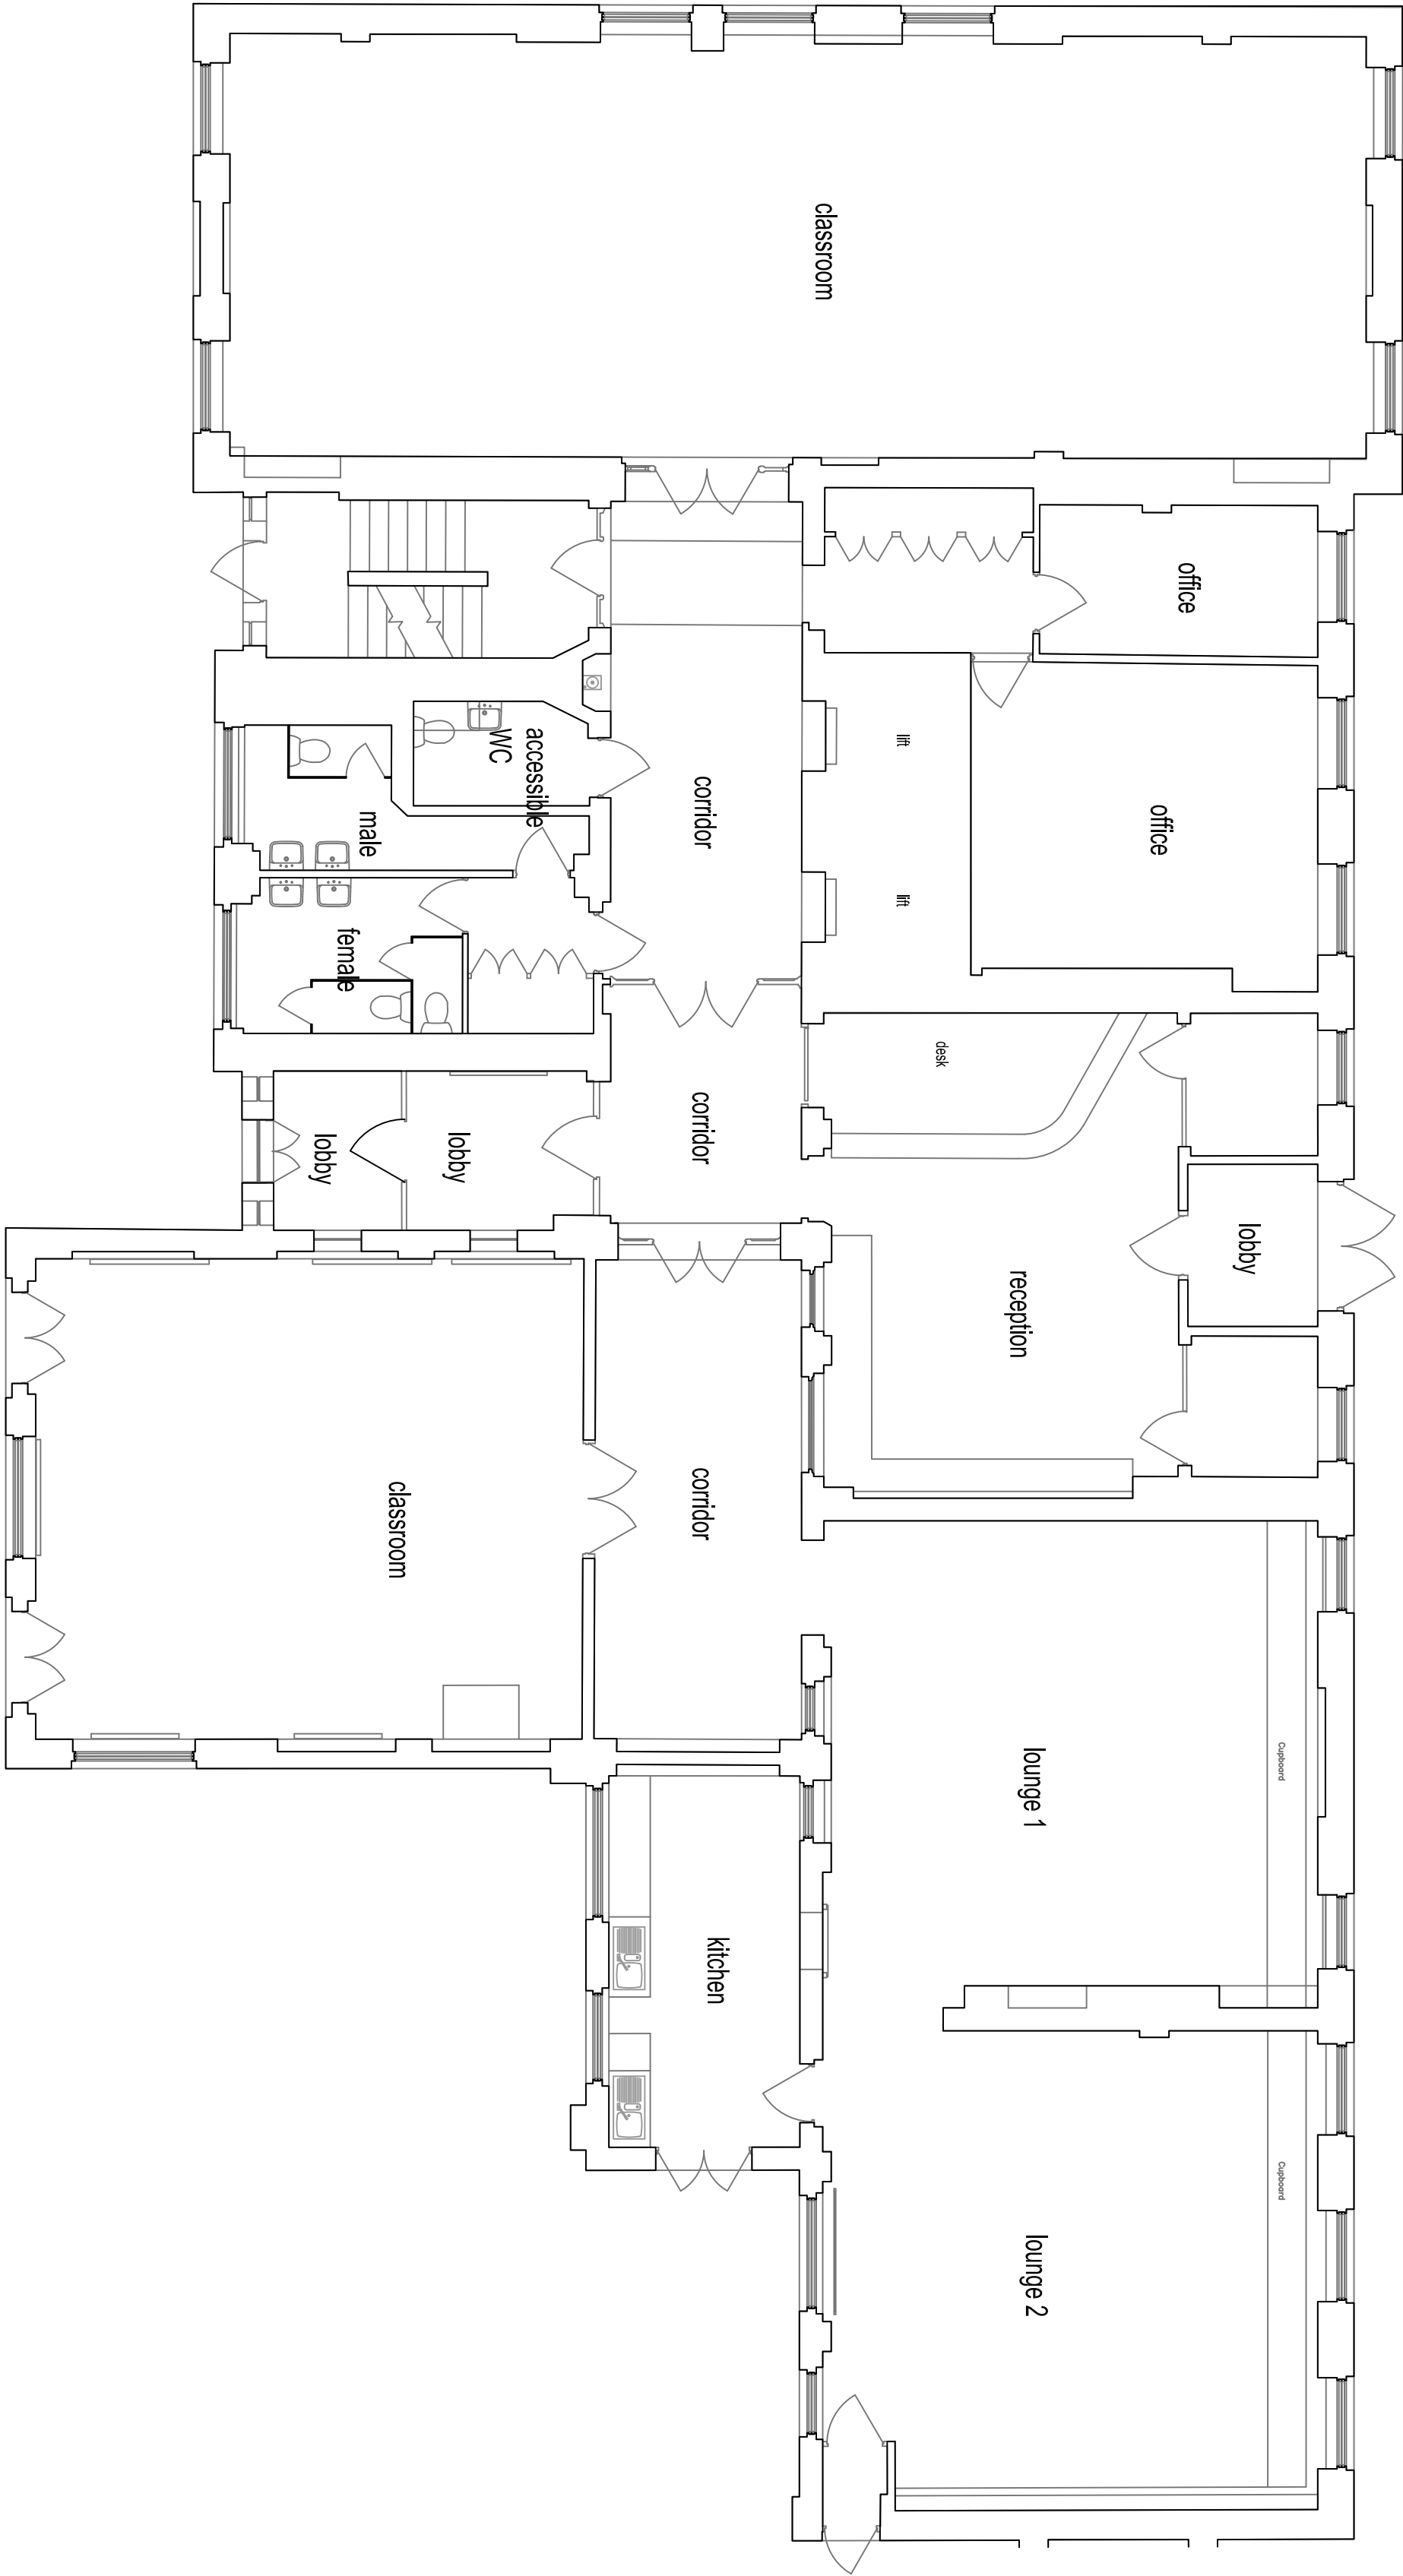 classroom
office
office
lift
lift
accessible
WC
corridor
male
female
desk
corridor
lobby
lobby
lobby
reception
classroom
corridor
lounge 1
Cupboard
kitchen
lounge 2
Cupboard